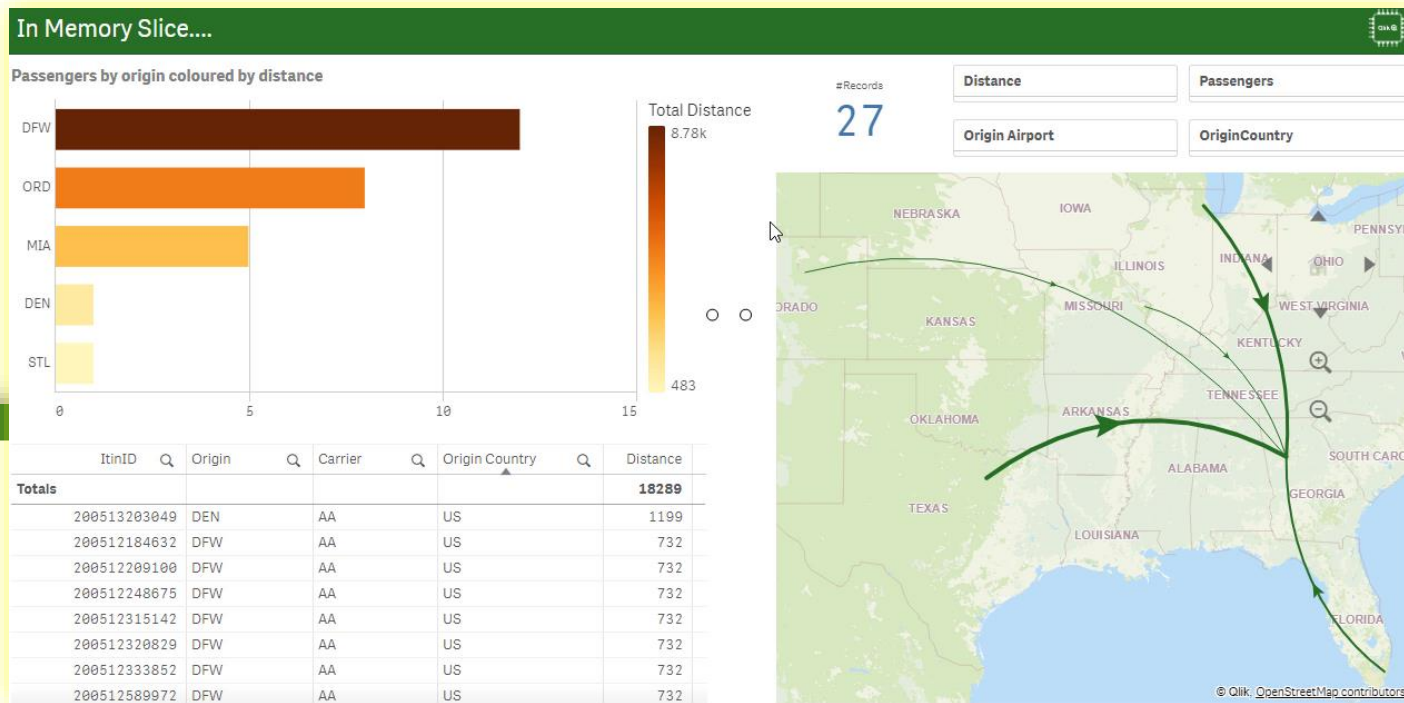 In Memory Slice....
Qlik
Passengers by origin coloured by distance
DFW
ORD
MIA
DEN
STL
0 5 10 15
Total Distance
8.78k
483
#Records
27
Distance Passengers
Origin Airport OriginCountry
ItinID Origin Carrier Origin Country Distance
Totals 18289
200513203049 DEN AA US 1199
200512184632 DFW AA US 732
200512209100 DFW AA US 732
200512248675 DFW AA US 732
200512315142 DFW AA US 732
200512320829 DFW AA US 732
200512333852 DFW AA US 732
200512589972 DFW AA US 732
NEBRASKA IOWA
PENNSY
ILLINOIS INDIANA OHIO
ORADO KANSAS MISSOURI WEST VIRGINIA
KENTUCKY
TENNESSEE
OKLAHOMA ARKANSAS
SOUTH CARO
ALABAMA
GEORGIA
TEXAS
LOUISIANA
FLORIDA
© Qlik, OpenStreetMap contributors